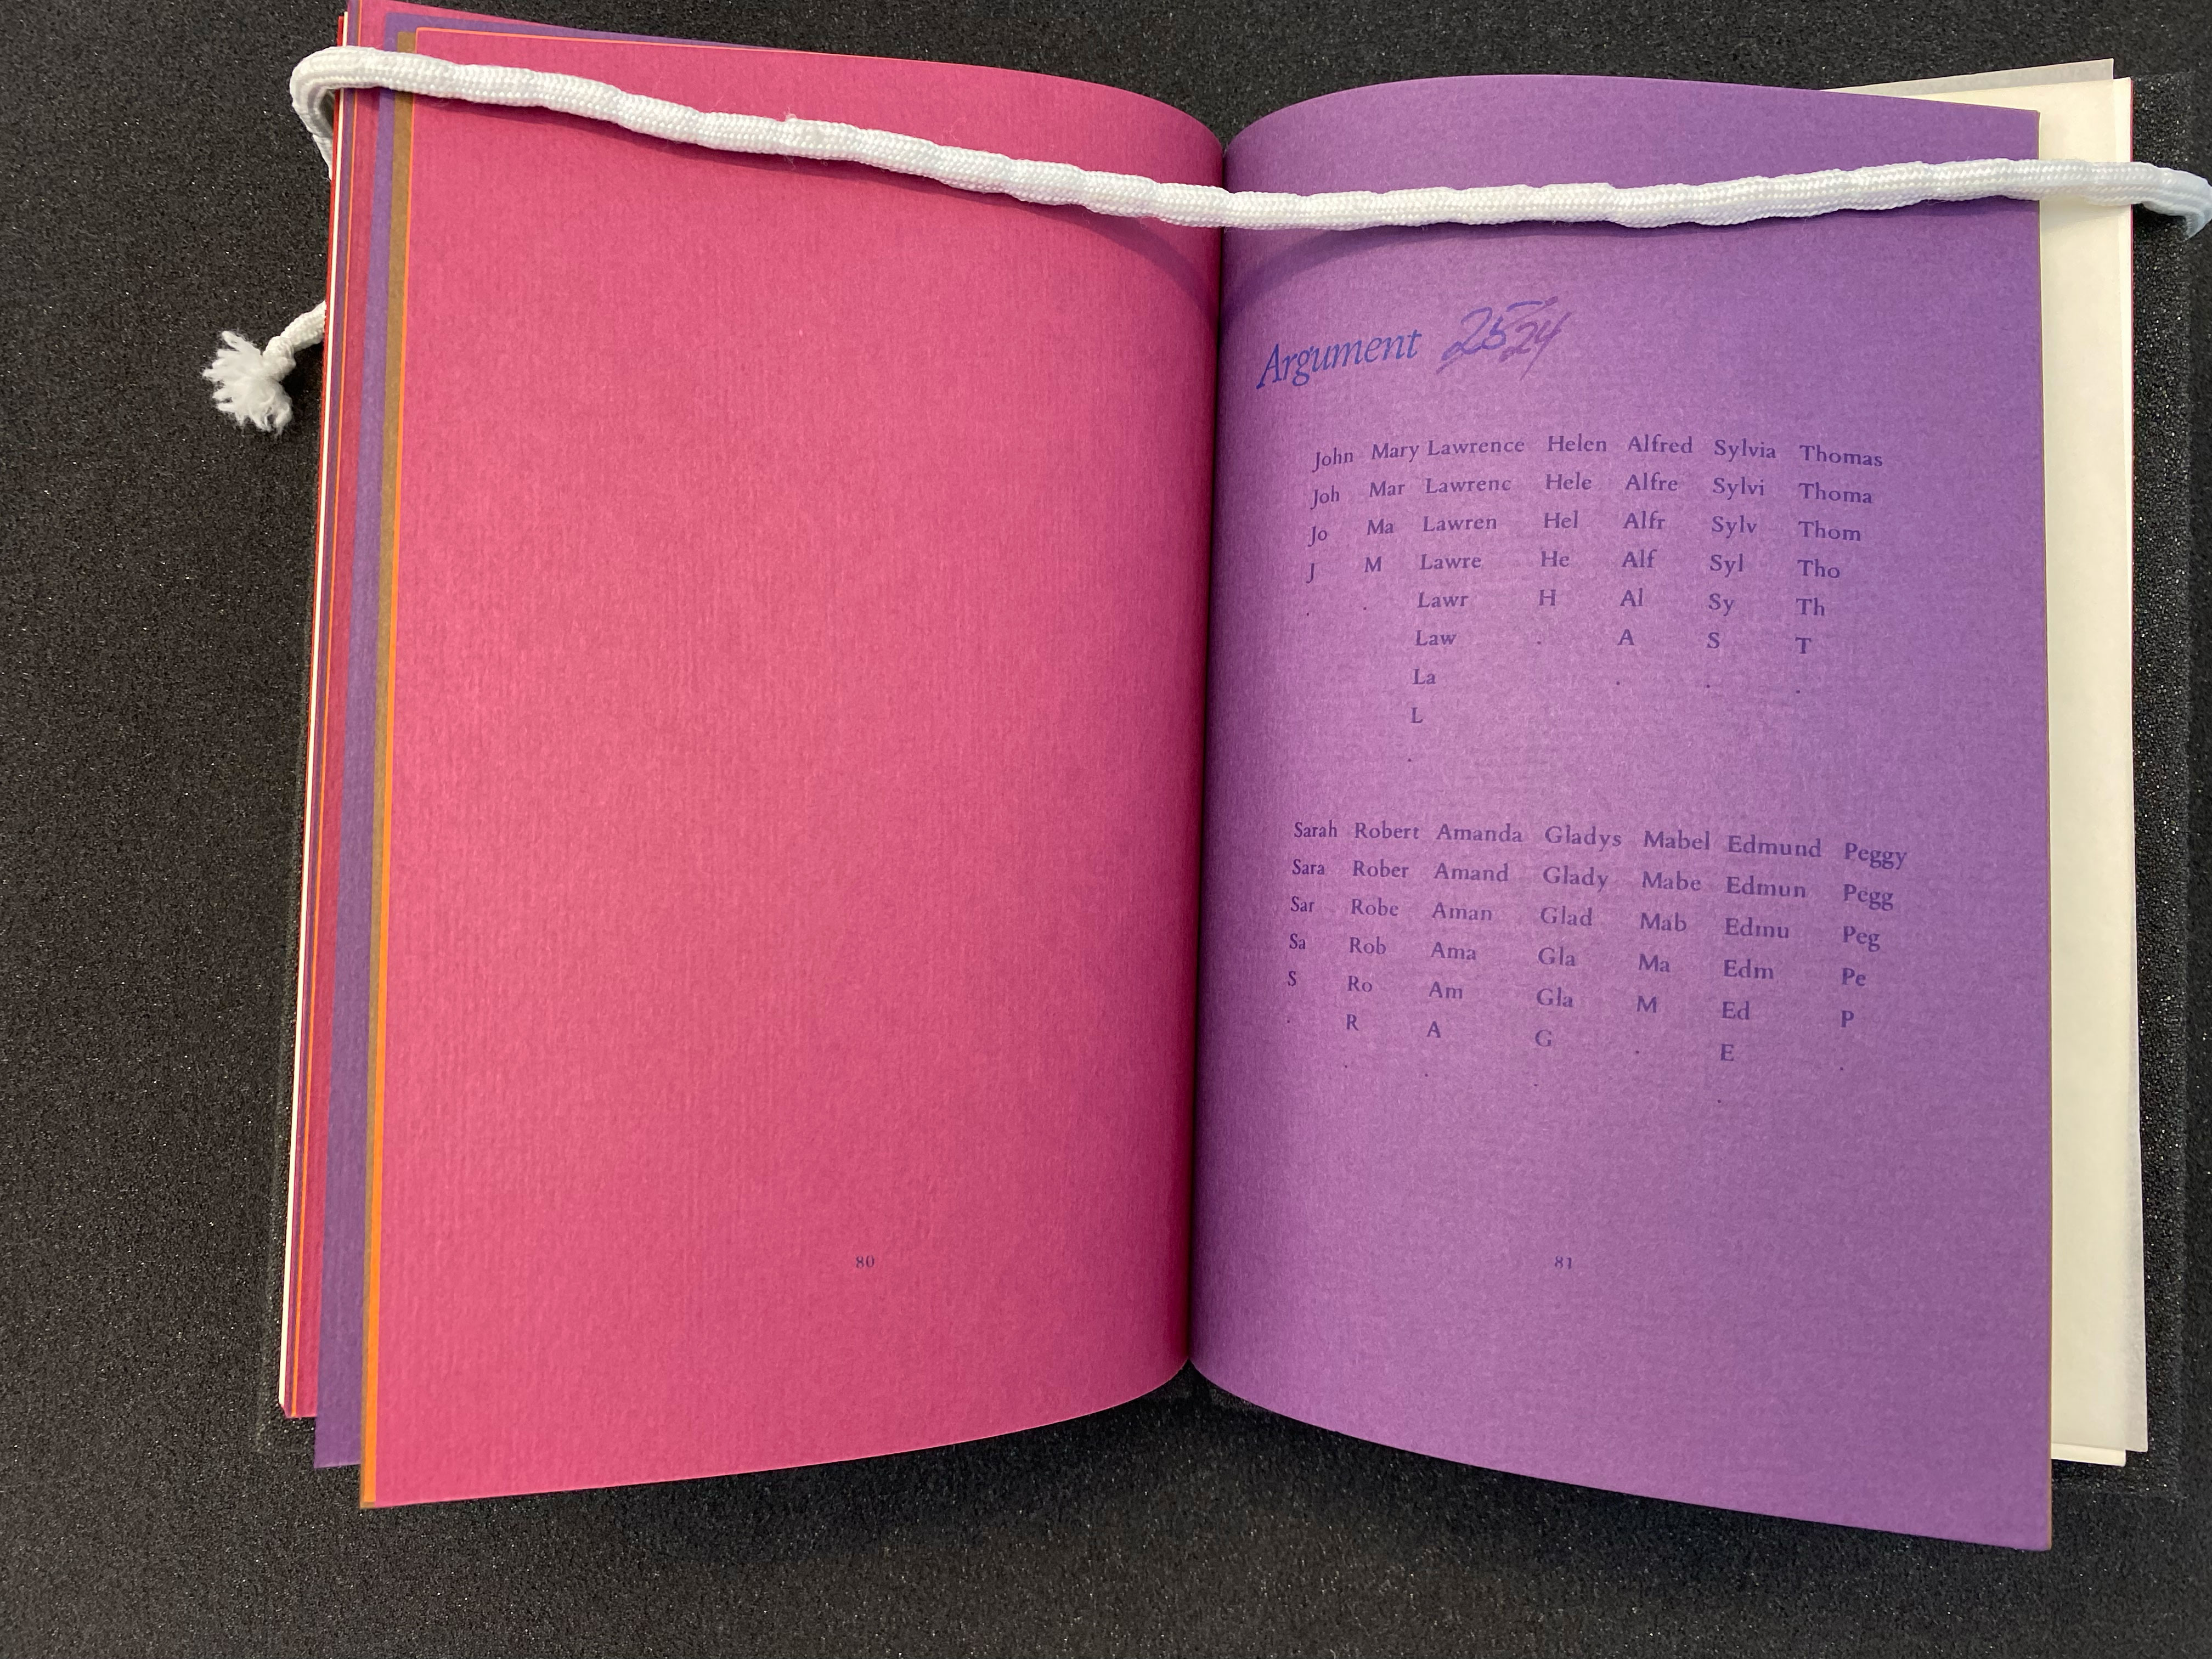 Argument 25 24
John Mary Lawrence Helen Alfred Sylvia Thomas
Joh Mar Lawrenc Hele Alfre Sylvi Thoma
Jo Ma Lawren Hel Alfr Sylv Thom
J M Lawre He Alf Syl Tho
. . Lawr H Al Sy Th
Law . A S T
La . . .
L
.
Sarah Robert Amanda Gladys Mabel Edmund Peggy
Sara Rober Amand Glady Mabe Edmun Pegg
Sar Robe Aman Glad Mab Edmu Peg
Sa Rob Ama Gla Ma Edm Pe
S Ro Am Gla M Ed P
. R A G . E .
. . . .
80
81